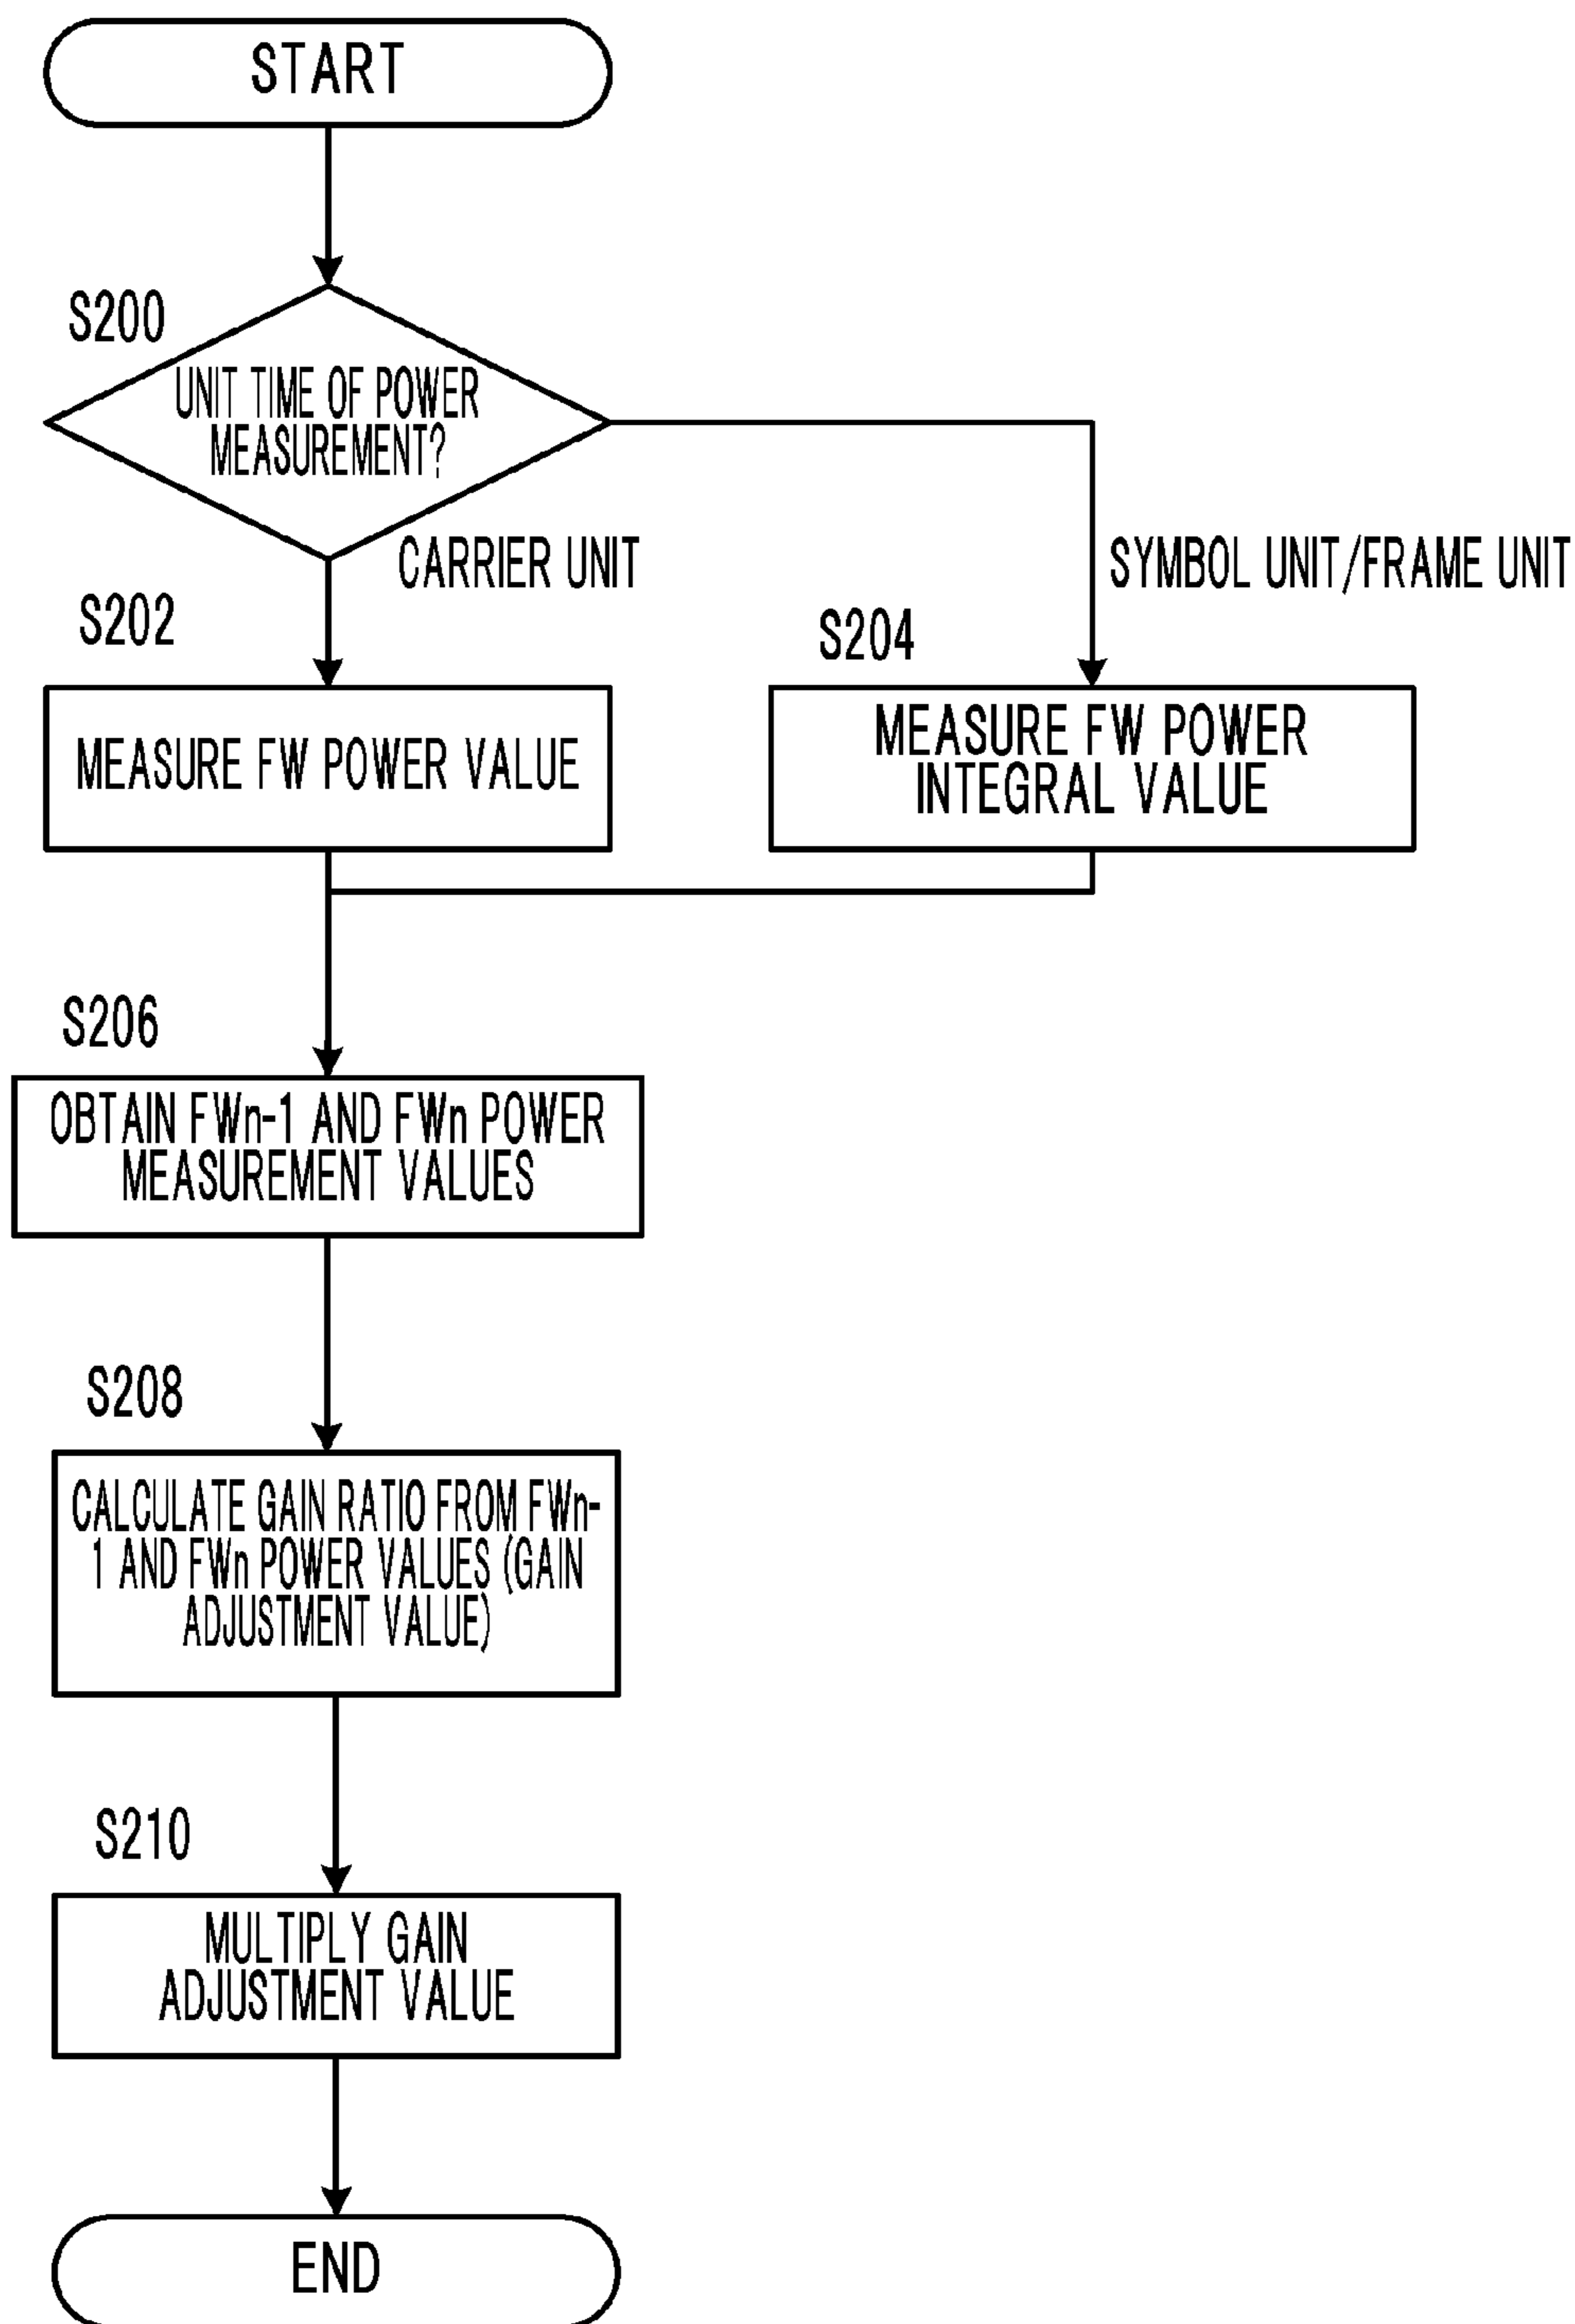 START
S200
UNIT TIME OF POWER
MEASUREMENT?
CARRIER UNIT
SYMBOL UNIT/FRAME UNIT
S202
S204
MEASURE FW POWER VALUE
MEASURE FW POWER
INTEGRAL VALUE
S206
OBTAIN FWn-1 AND FWn POWER
MEASUREMENT VALUES
S208
CALCULATE GAIN RATIO FROM FWn-
1 AND FWn POWER VALUES (GAIN
ADJUSTMENT VALUE)
S210
MULTIPLY GAIN
ADJUSTMENT VALUE
END